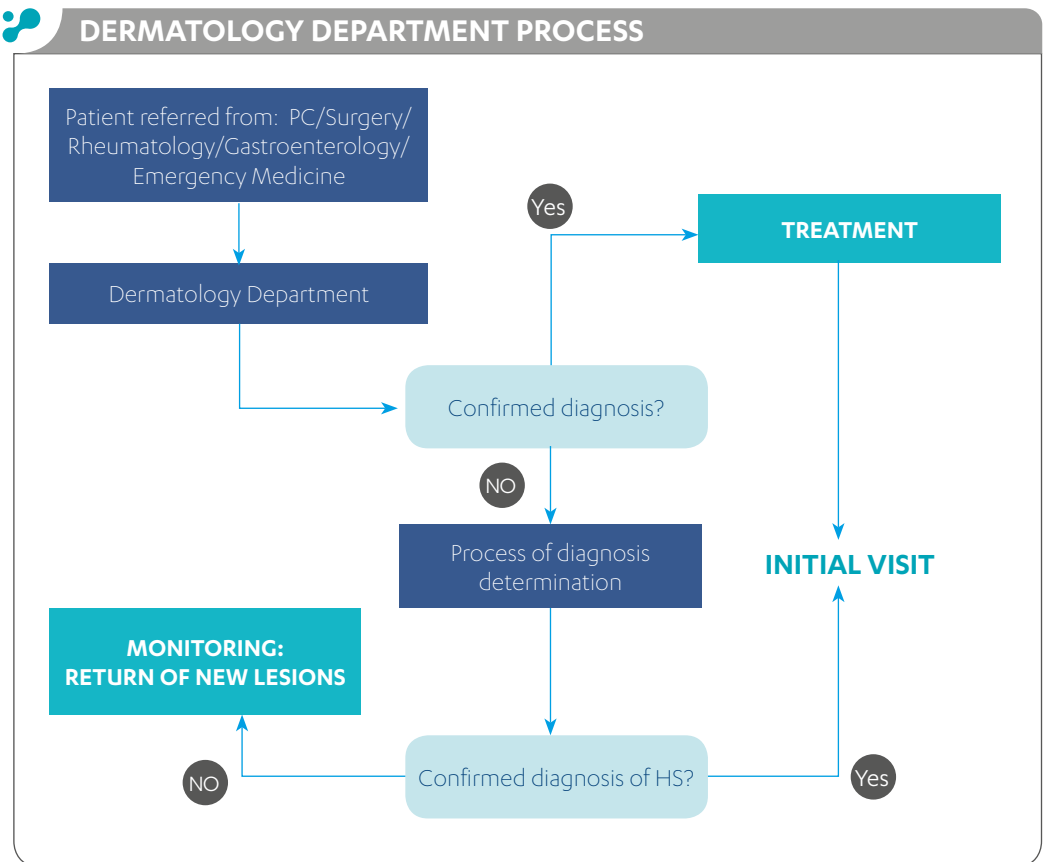 DERMATOLOGY DEPARTMENT PROCESS
Patient referred from: PC/Surgery/
Rheumatology/Gastroenterology/
Emergency Medicine
Yes
TREATMENT
Dermatology Department
Confirmed diagnosis?
NO
Process of diagnosis
determination
INITIAL VISIT
MONITORING:
RETURN OF NEW LESIONS
NO
Confirmed diagnosis of HS?
Yes